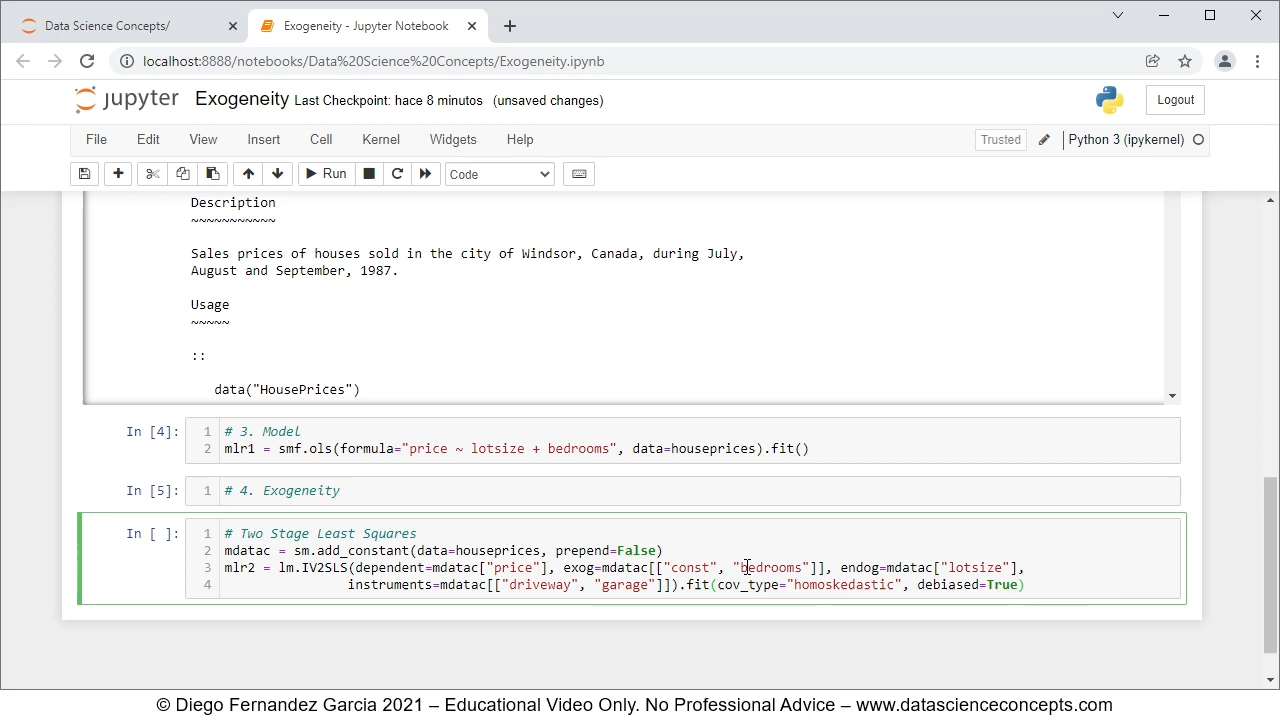 Data Science Concepts/
Exogeneity - Jupyter Notebook
localhost:8888/notebooks/Data%20Science%20Concepts/Exogeneity.ipynb
jupyter Exogeneity Last Checkpoint: hace 8 minutos (unsaved changes)
Logout
File Edit View Insert Cell Kernel Widgets Help
Trusted
Python 3 (ipykernel)
Run
Code
Description
~~~~~~~~~~~
Sales prices of houses sold in the city of Windsor, Canada, during July,
August and September, 1987.
Usage
~~~~~
::
data("HousePrices")
In [4]: 1 # 3. Model
2 mlr1 = smf.ols(formula="price ~ lotsize + bedrooms", data=houseprices).fit()
In [5]: 1 # 4. Exogeneity
In [ ]: 1 # Two Stage Least Squares
2 mdatac = sm.add_constant(data=houseprices, prepend=False)
3 mlr2 = lm.IV2SLS(dependent=mdatac["price"], exog=mdatac[["const", "bedrooms"]], endog=mdatac["lotsize"],
4 instruments=mdatac[["driveway", "garage"]]).fit(cov_type="homoskedastic", debiased=True)
© Diego Fernandez Garcia 2021 – Educational Video Only. No Professional Advice – www.datascienceconcepts.com